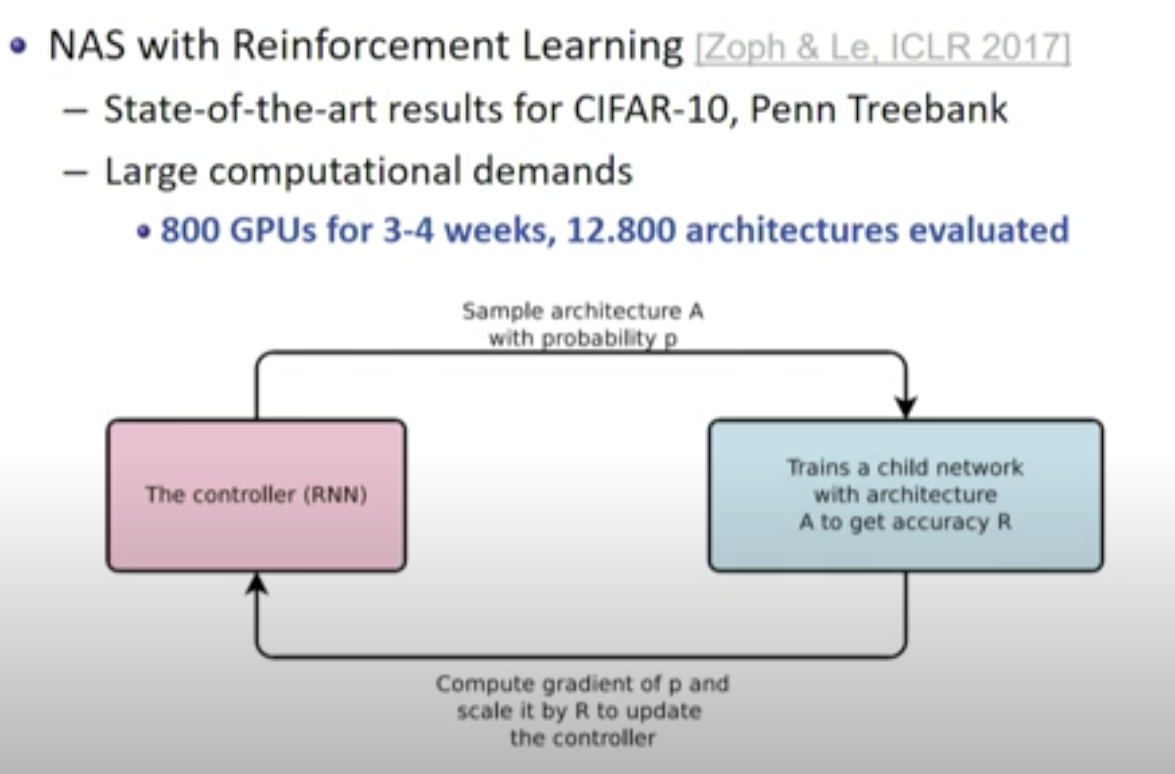 NAS with Reinforcement Learning [Zoph & Le, ICLR 2017]
– State-of-the-art results for CIFAR-10, Penn Treebank
– Large computational demands
• 800 GPUs for 3-4 weeks, 12.800 architectures evaluated
Sample architecture A
with probability p
The controller (RNN)
Trains a child network
with architecture
A to get accuracy R
Compute gradient of p and
scale it by R to update
the controller